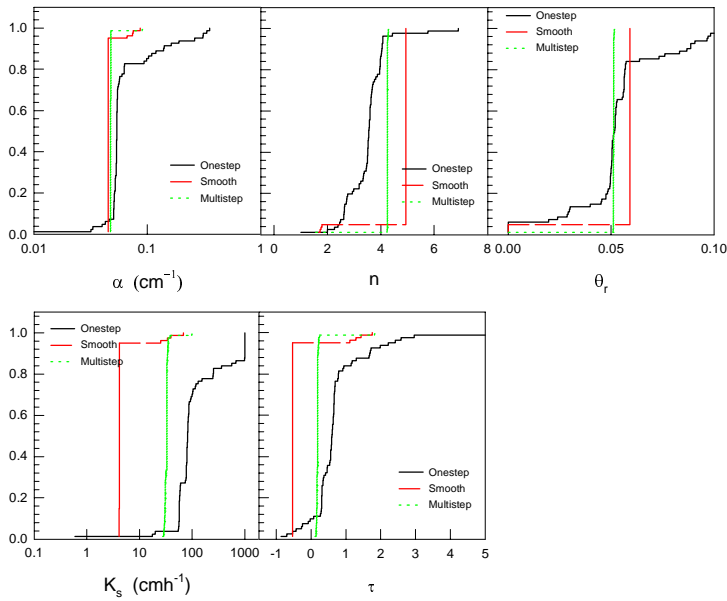 1.0
0.8
0.6
0.4
0.2
0.0
Onestep
Smooth
Multistep
0.01 0.1 1
α (cm⁻¹)
Onestep
Smooth
Multistep
0 2 4 6 8
n
Onestep
Smooth
Multistep
0.00 0.05 0.10
θr
1.0
0.8
0.6
0.4
0.2
0.0
Onestep
Smooth
Multistep
0.1 1 10 100 1000
Ks (cmh⁻¹)
Onestep
Smooth
Multistep
-1 0 1 2 3 4 5
τ